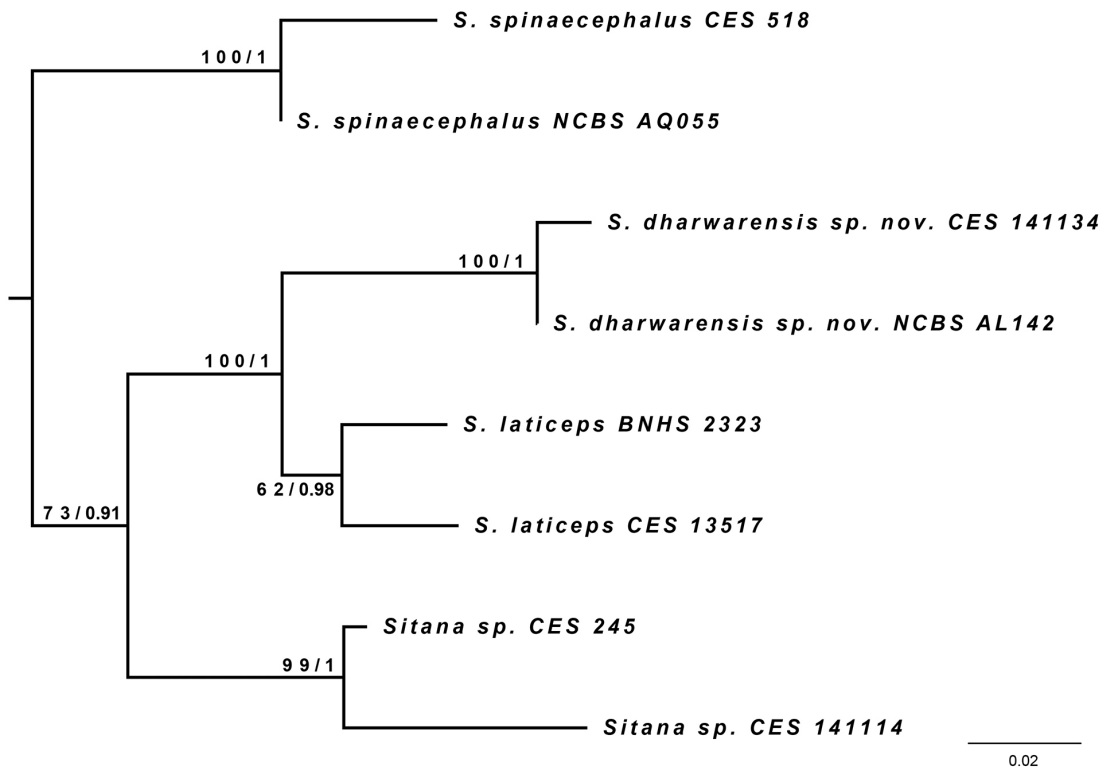 S. spinaecephalus CES 518
100/1
S. spinaecephalus NCBS AQ055
S. dharwarensis sp. nov. CES 141134
100/1
S. dharwarensis sp. nov. NCBS AL142
100/1
S. laticeps BNHS 2323
62/0.98
73/0.91
S. laticeps CES 13517
Sitana sp. CES 245
99/1
Sitana sp. CES 141114
0.02